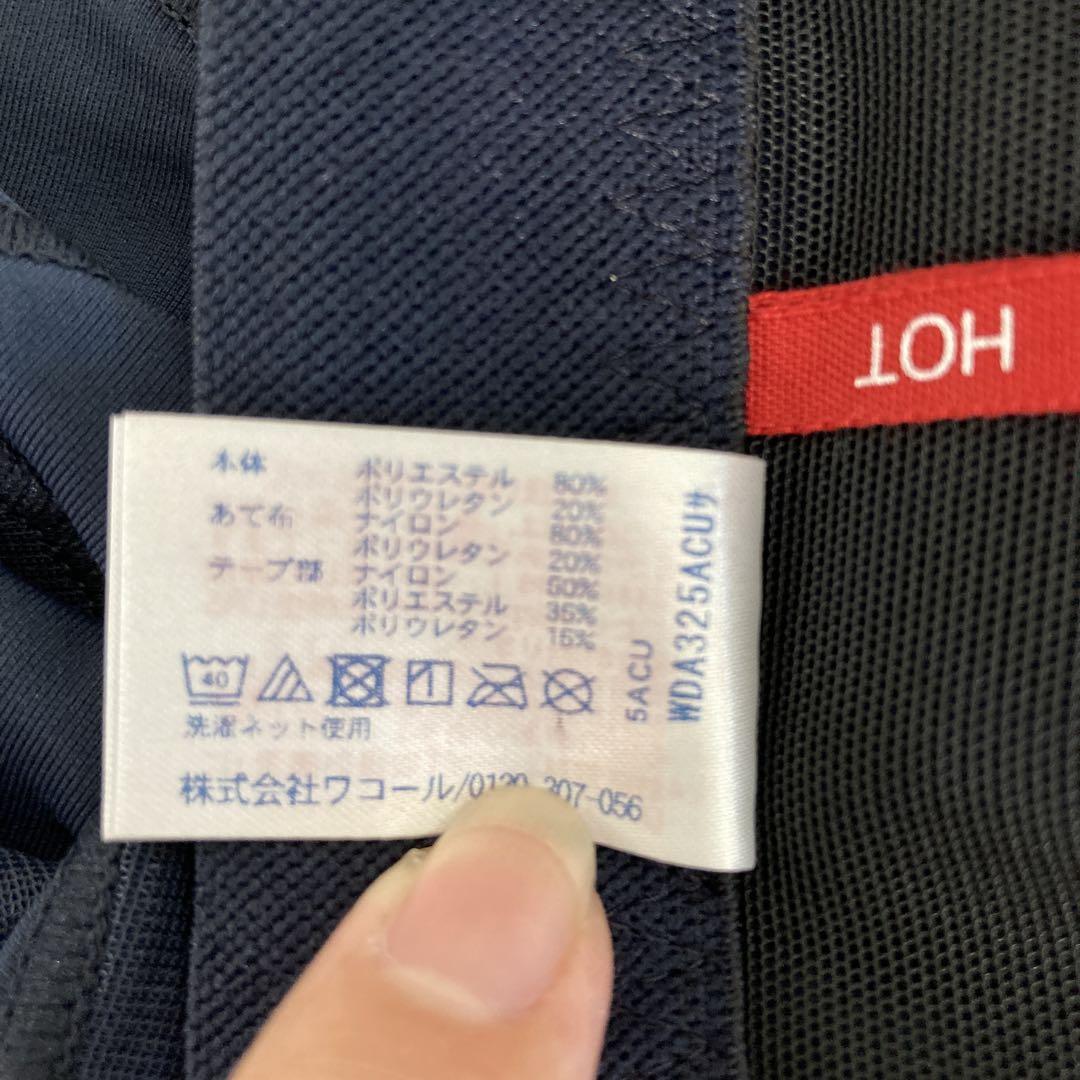 本体 ポリエステル 80%
ポリウレタン 20%
あて布 ナイロン 80%
ポリウレタン 20%
テープ部 ナイロン 50%
ポリエステル 35%
ポリウレタン 15%
40
洗濯ネット使用
株式会社ワコール/0120-307-056
5ACU
WDA325ACUサ
HOT